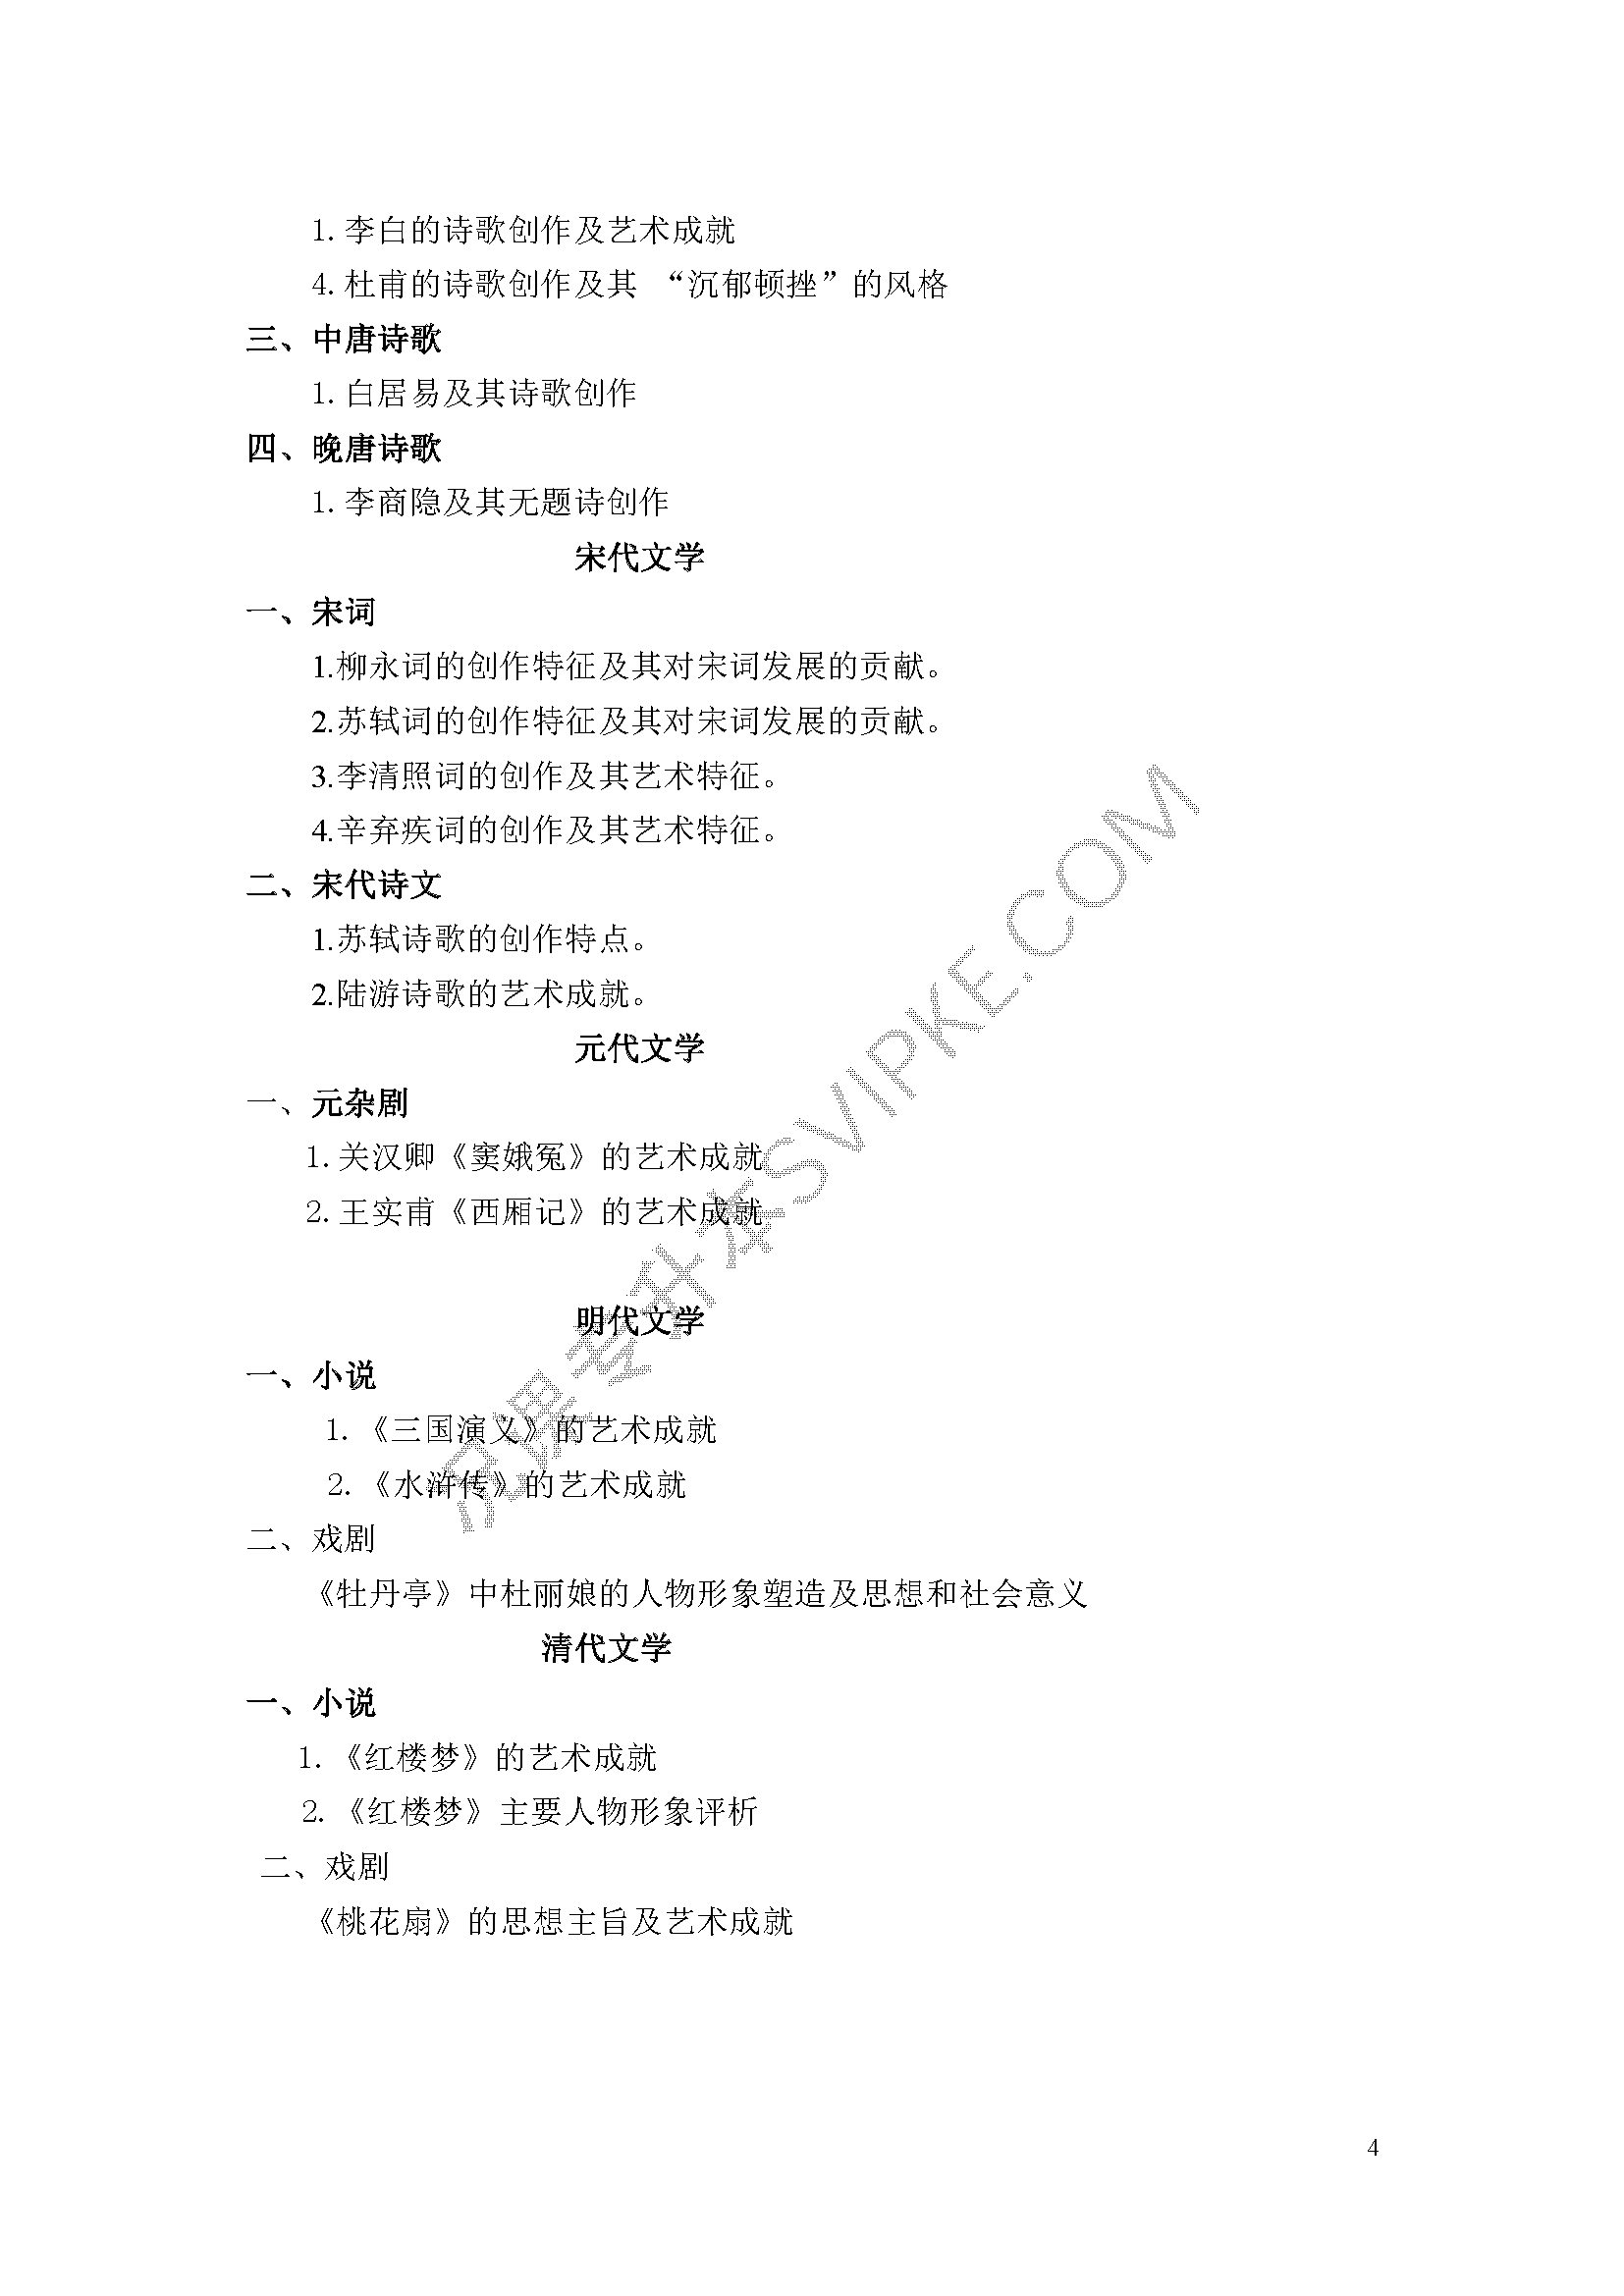 1. 李白的诗歌创作及艺术成就
4. 杜甫的诗歌创作及其 “沉郁顿挫”的风格
三、中唐诗歌
1. 白居易及其诗歌创作
四、晚唐诗歌
1. 李商隐及其无题诗创作
宋代文学
一、宋词
1.柳永词的创作特征及其对宋词发展的贡献。
2.苏轼词的创作特征及其对宋词发展的贡献。
3.李清照词的创作及其艺术特征。
4.辛弃疾词的创作及其艺术特征。
二、宋代诗文
1.苏轼诗歌的创作特点。
2.陆游诗歌的艺术成就。
元代文学
一、元杂剧
1. 关汉卿《窦娥冤》的艺术成就
2. 王实甫《西厢记》的艺术成就
明代文学
一、小说
1. 《三国演义》的艺术成就
2. 《水浒传》的艺术成就
二、戏剧
《牡丹亭》中杜丽娘的人物形象塑造及思想和社会意义
清代文学
一、小说
1. 《红楼梦》的艺术成就
2. 《红楼梦》主要人物形象评析
二、戏剧
《桃花扇》的思想主旨及艺术成就
课专升本SVIPKE.COM
4